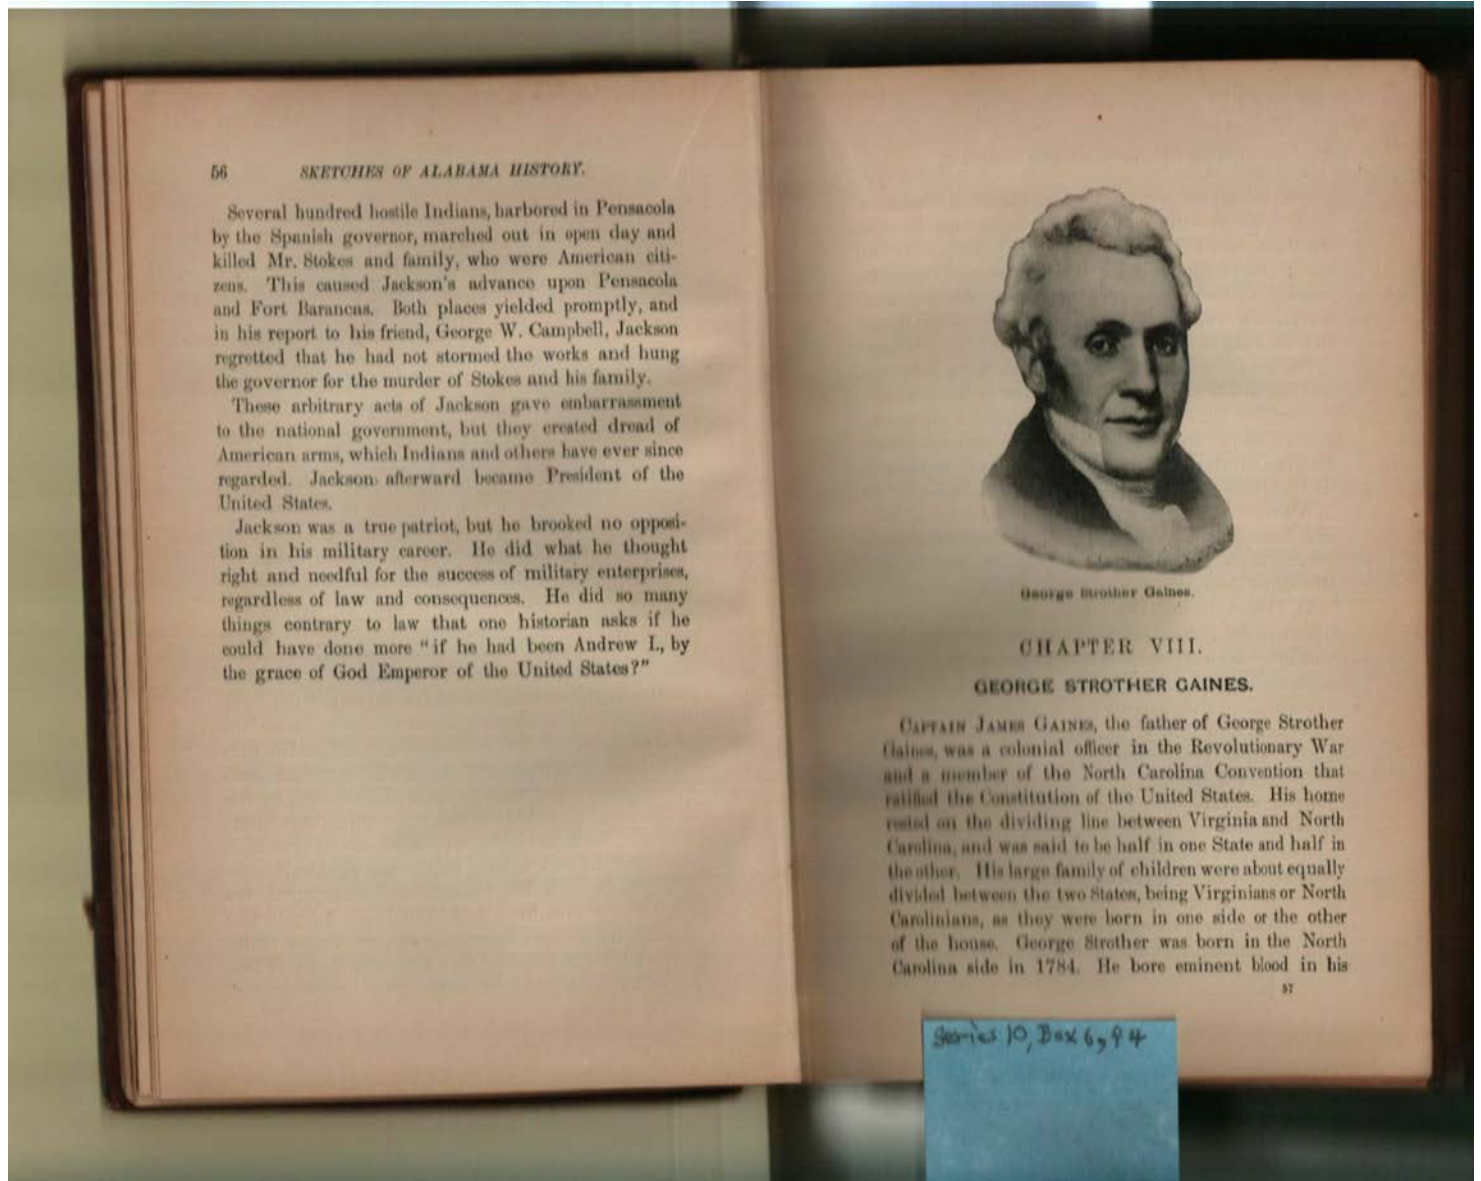 56 SKETCHES OF ALABAMA HISTORY.
Several hundred hostile Indians, harbored in Pensacola
by the Spanish governor, marched out in open day and
killed Mr. Stokes and family, who were American citi-
zens. This caused Jackson's advance upon Pensacola
and Fort Barancas. Both places yielded promptly, and
in his report to his friend, George W. Campbell, Jackson
regretted that he had not stormed the works and hung
the governor for the murder of Stokes and his family.
These arbitrary acts of Jackson gave embarrassment
to the national government, but they created dread of
American arms, which Indians and others have ever since
regarded. Jackson afterward became President of the
United States.
Jackson was a true patriot, but he brooked no opposi-
tion in his military career. He did what he thought
right and needful for the success of military enterprises,
regardless of law and consequences. He did so many
things contrary to law that one historian asks if he
could have done more "if he had been Andrew I., by
the grace of God Emperor of the United States?"
George Strother Gaines.
CHAPTER VIII.
GEORGE STROTHER GAINES.
CAPTAIN JAMES GAINES, the father of George Strother
Gaines, was a colonial officer in the Revolutionary War
and a member of the North Carolina Convention that
ratified the Constitution of the United States. His home
rested on the dividing line between Virginia and North
Carolina, and was said to be half in one State and half in
the other. His large family of children were about equally
divided between the two States, being Virginians or North
Carolinians, as they were born in one side or the other
of the house. George Strother was born in the North
Carolina side in 1784. He bore eminent blood in his
57
Series 10, Box 6, 94